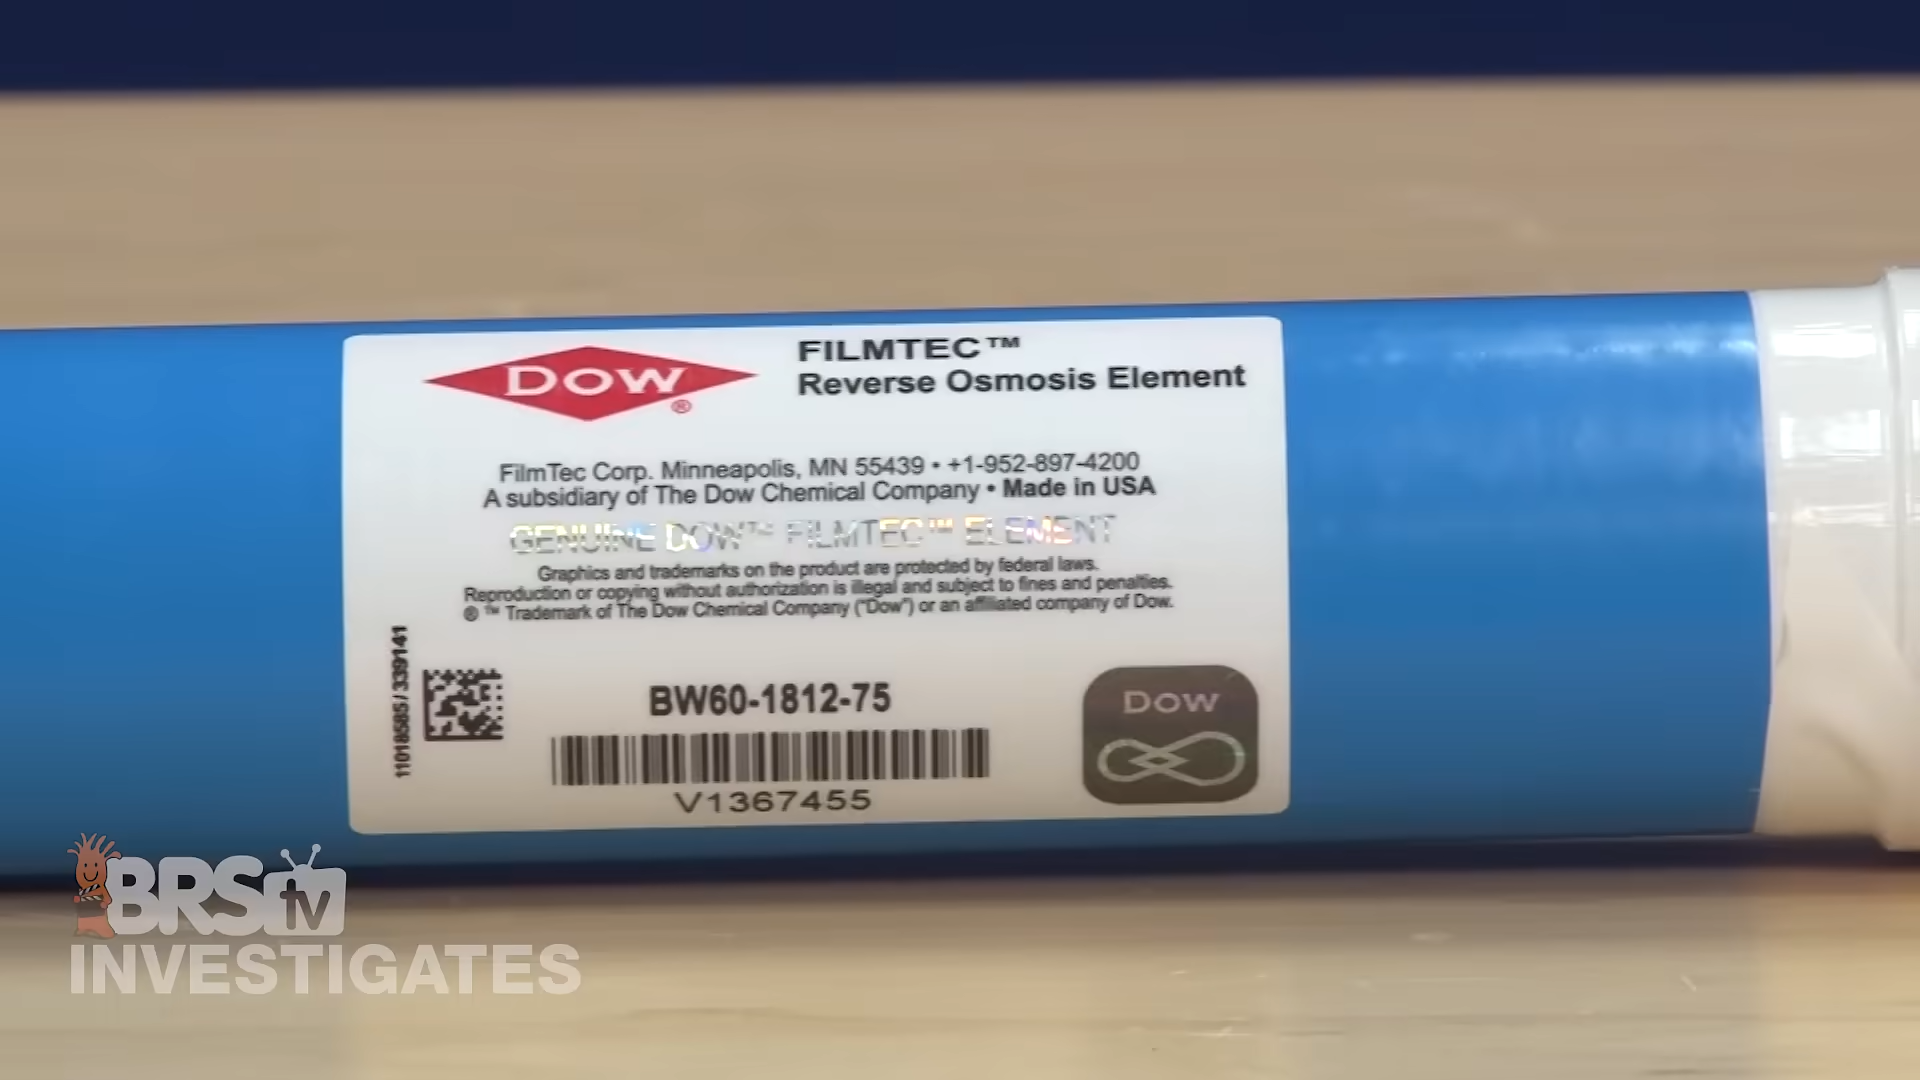 DOW®
FILMTEC™
Reverse Osmosis Element
FilmTec Corp. Minneapolis, MN 55439 • +1-952-897-4200
A subsidiary of The Dow Chemical Company • Made in USA
GENUINE DOW™ FILMTEC™ ELEMENT
Graphics and trademarks on the product are protected by federal laws.
Reproduction or copying without authorization is illegal and subject to fines and penalties.
® ™ Trademark of The Dow Chemical Company ("Dow") or an affiliated company of Dow.
11018585 / 339141
BW60-1812-75
V1367455
DOW
BRStv
INVESTIGATES